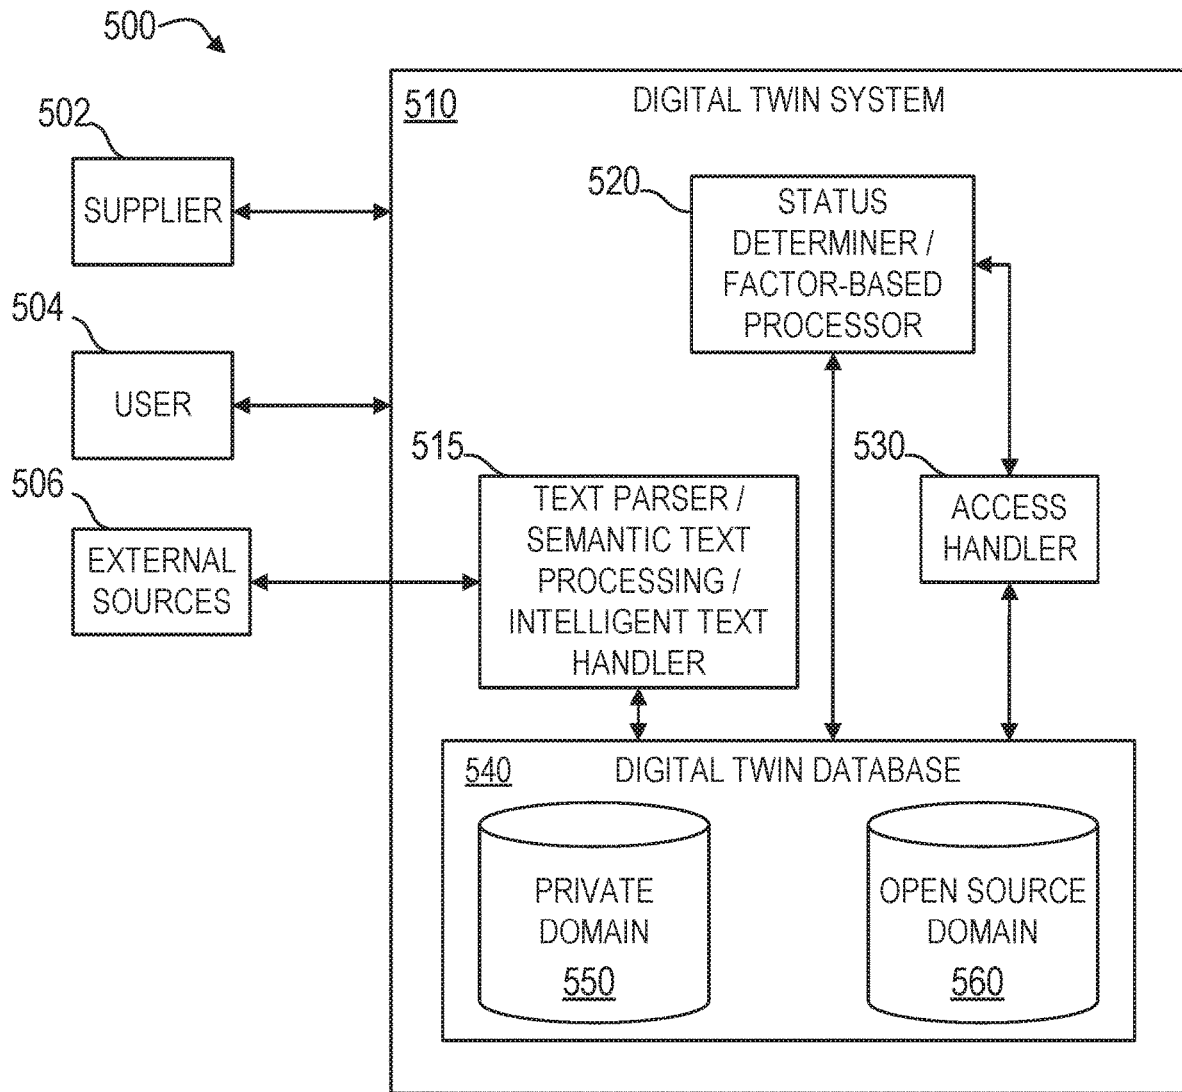 500
510
DIGITAL TWIN SYSTEM
502
SUPPLIER
520
STATUS
DETERMINER /
FACTOR-BASED
PROCESSOR
504
USER
515
TEXT PARSER /
SEMANTIC TEXT
PROCESSING /
INTELLIGENT TEXT
HANDLER
530
ACCESS
HANDLER
506
EXTERNAL
SOURCES
540
DIGITAL TWIN DATABASE
PRIVATE
DOMAIN
550
OPEN SOURCE
DOMAIN
560